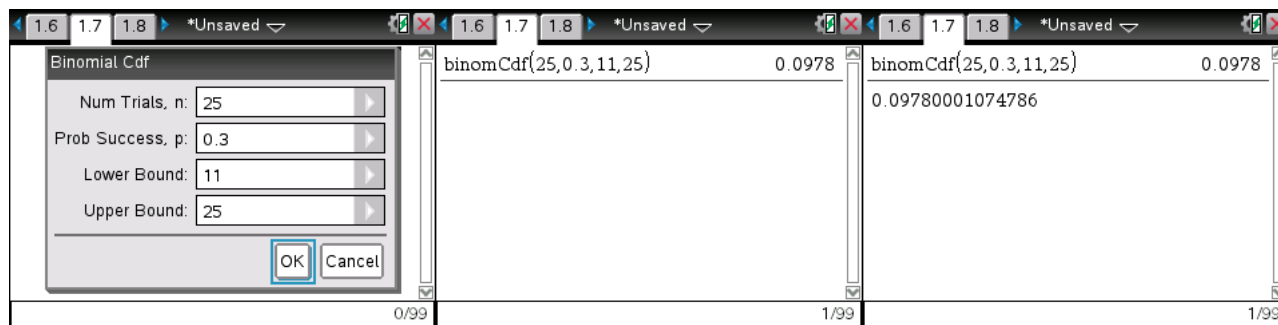 1.6 1.7 1.8 *Unsaved
Binomial Cdf
Num Trials, n: 25
Prob Success, p: 0.3
Lower Bound: 11
Upper Bound: 25
OK Cancel
0/99
1.6 1.7 1.8 *Unsaved
binomCdf(25,0.3,11,25) 0.0978
1/99
1.6 1.7 1.8 *Unsaved
binomCdf(25,0.3,11,25) 0.0978
0.09780001074786
1/99